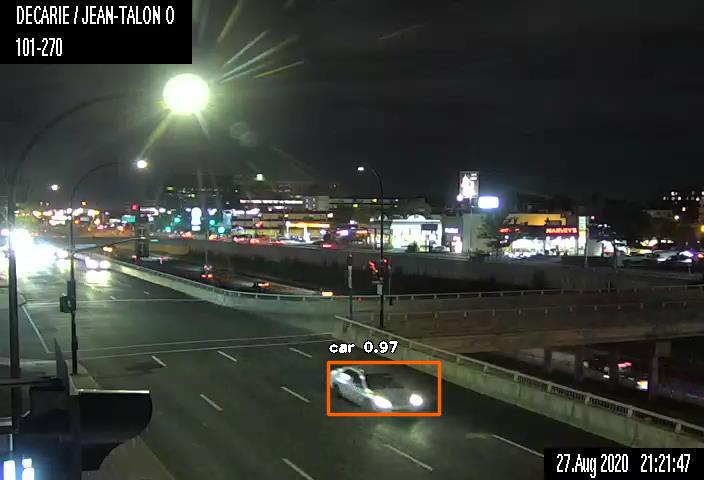 DECARIE / JEAN-TALON O
101-270
HARVEY'S
car 0.97
27.Aug 2020 21:21:47